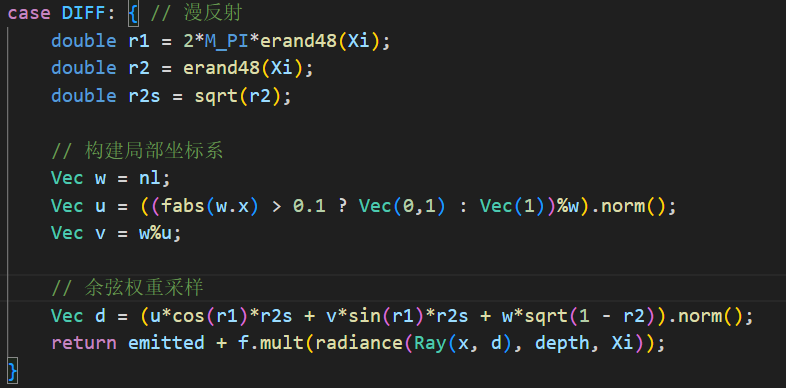 case DIFF: { // 漫反射
    double r1 = 2*M_PI*erand48(Xi);
    double r2 = erand48(Xi);
    double r2s = sqrt(r2);

    // 构建局部坐标系
    Vec w = nl;
    Vec u = ((fabs(w.x) > 0.1 ? Vec(0,1) : Vec(1))%w).norm();
    Vec v = w%u;

    // 余弦权重采样
    Vec d = (u*cos(r1)*r2s + v*sin(r1)*r2s + w*sqrt(1 - r2)).norm();
    return emitted + f.mult(radiance(Ray(x, d), depth, Xi));
}